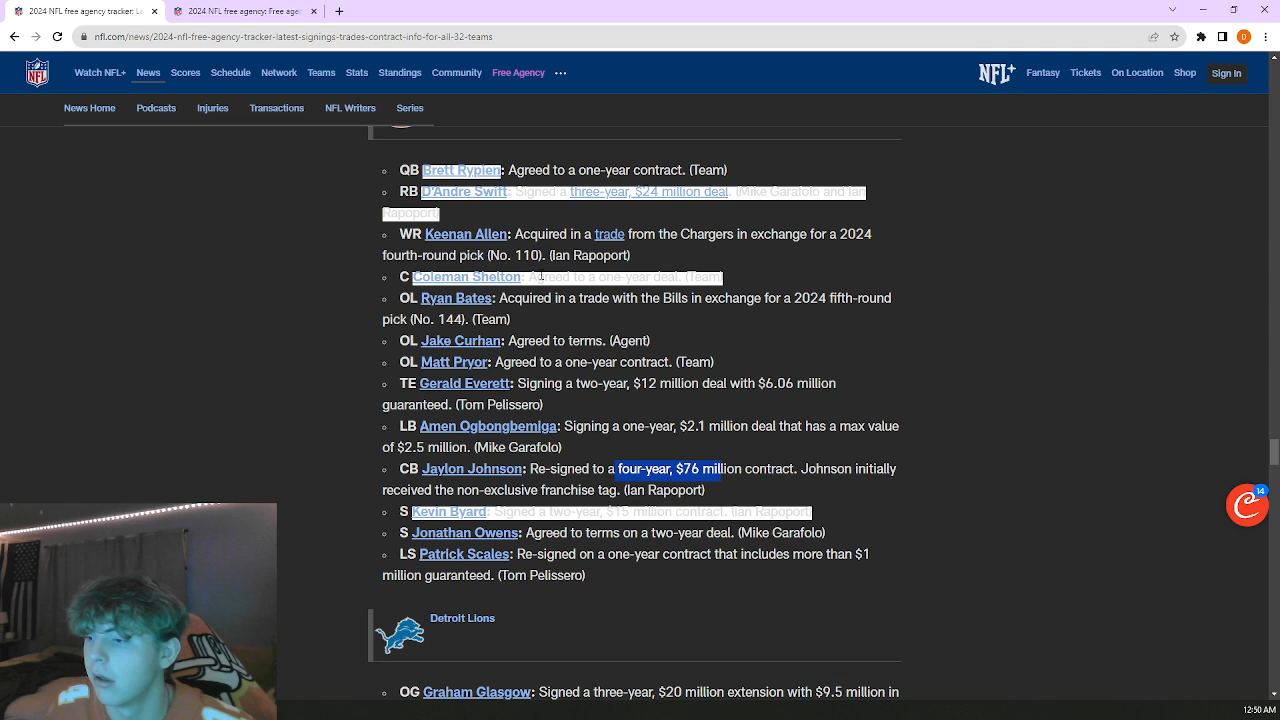 2024 NFL free agency tracker: La
2024 NFL free agency: Free ager
nfl.com/news/2024-nfl-free-agency-tracker-latest-signings-trades-contract-info-for-all-32-teams
D
NFL
Watch NFL+ News Scores Schedule Network Teams Stats Standings Community Free Agency ...
NFL+ Fantasy Tickets On Location Shop Sign In
News Home Podcasts Injuries Transactions NFL Writers Series
QB Brett Rypien: Agreed to a one-year contract. (Team)
RB D'Andre Swift: Signed a three-year, $24 million deal. (Mike Garafolo and Ian
Rapoport)
WR Keenan Allen: Acquired in a trade from the Chargers in exchange for a 2024
fourth-round pick (No. 110). (Ian Rapoport)
C Coleman Shelton: Agreed to a one-year deal. (Team)
OL Ryan Bates: Acquired in a trade with the Bills in exchange for a 2024 fifth-round
pick (No. 144). (Team)
OL Jake Curhan: Agreed to terms. (Agent)
OL Matt Pryor: Agreed to a one-year contract. (Team)
TE Gerald Everett: Signing a two-year, $12 million deal with $6.06 million
guaranteed. (Tom Pelissero)
LB Amen Ogbongbemiga: Signing a one-year, $2.1 million deal that has a max value
of $2.5 million. (Mike Garafolo)
CB Jaylon Johnson: Re-signed to a four-year, $76 million contract. Johnson initially
received the non-exclusive franchise tag. (Ian Rapoport)
S Kevin Byard: Signed a two-year, $15 million contract. (Ian Rapoport)
S Jonathan Owens: Agreed to terms on a two-year deal. (Mike Garafolo)
LS Patrick Scales: Re-signed on a one-year contract that includes more than $1
million guaranteed. (Tom Pelissero)
Detroit Lions
OG Graham Glasgow: Signed a three-year, $20 million extension with $9.5 million in
14
12:50 AM